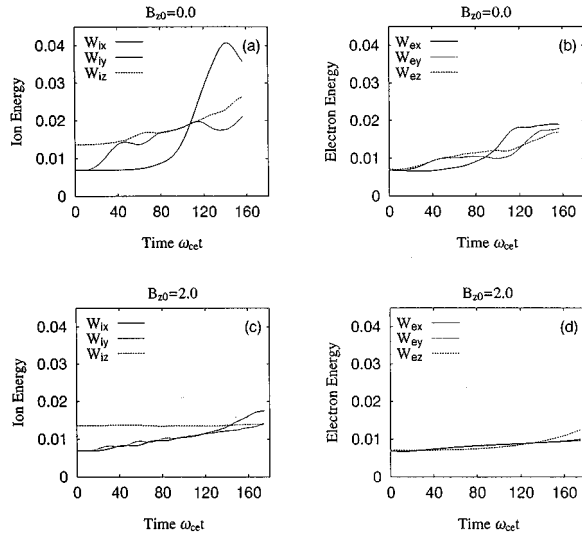 B_z0=0.0
(a)
W_ix
W_iy
W_iz
Ion Energy
0.04
0.03
0.02
0.01
0
0 40 80 120 160
Time ω_ce t
B_z0=0.0
(b)
W_ex
W_ey
W_ez
Electron Energy
0.04
0.03
0.02
0.01
0
0 40 80 120 160
Time ω_ce t
B_z0=2.0
(c)
W_ix
W_iy
W_iz
Ion Energy
0.04
0.03
0.02
0.01
0
0 40 80 120 160
Time ω_ce t
B_z0=2.0
(d)
W_ex
W_ey
W_ez
Electron Energy
0.04
0.03
0.02
0.01
0
0 40 80 120 160
Time ω_ce t